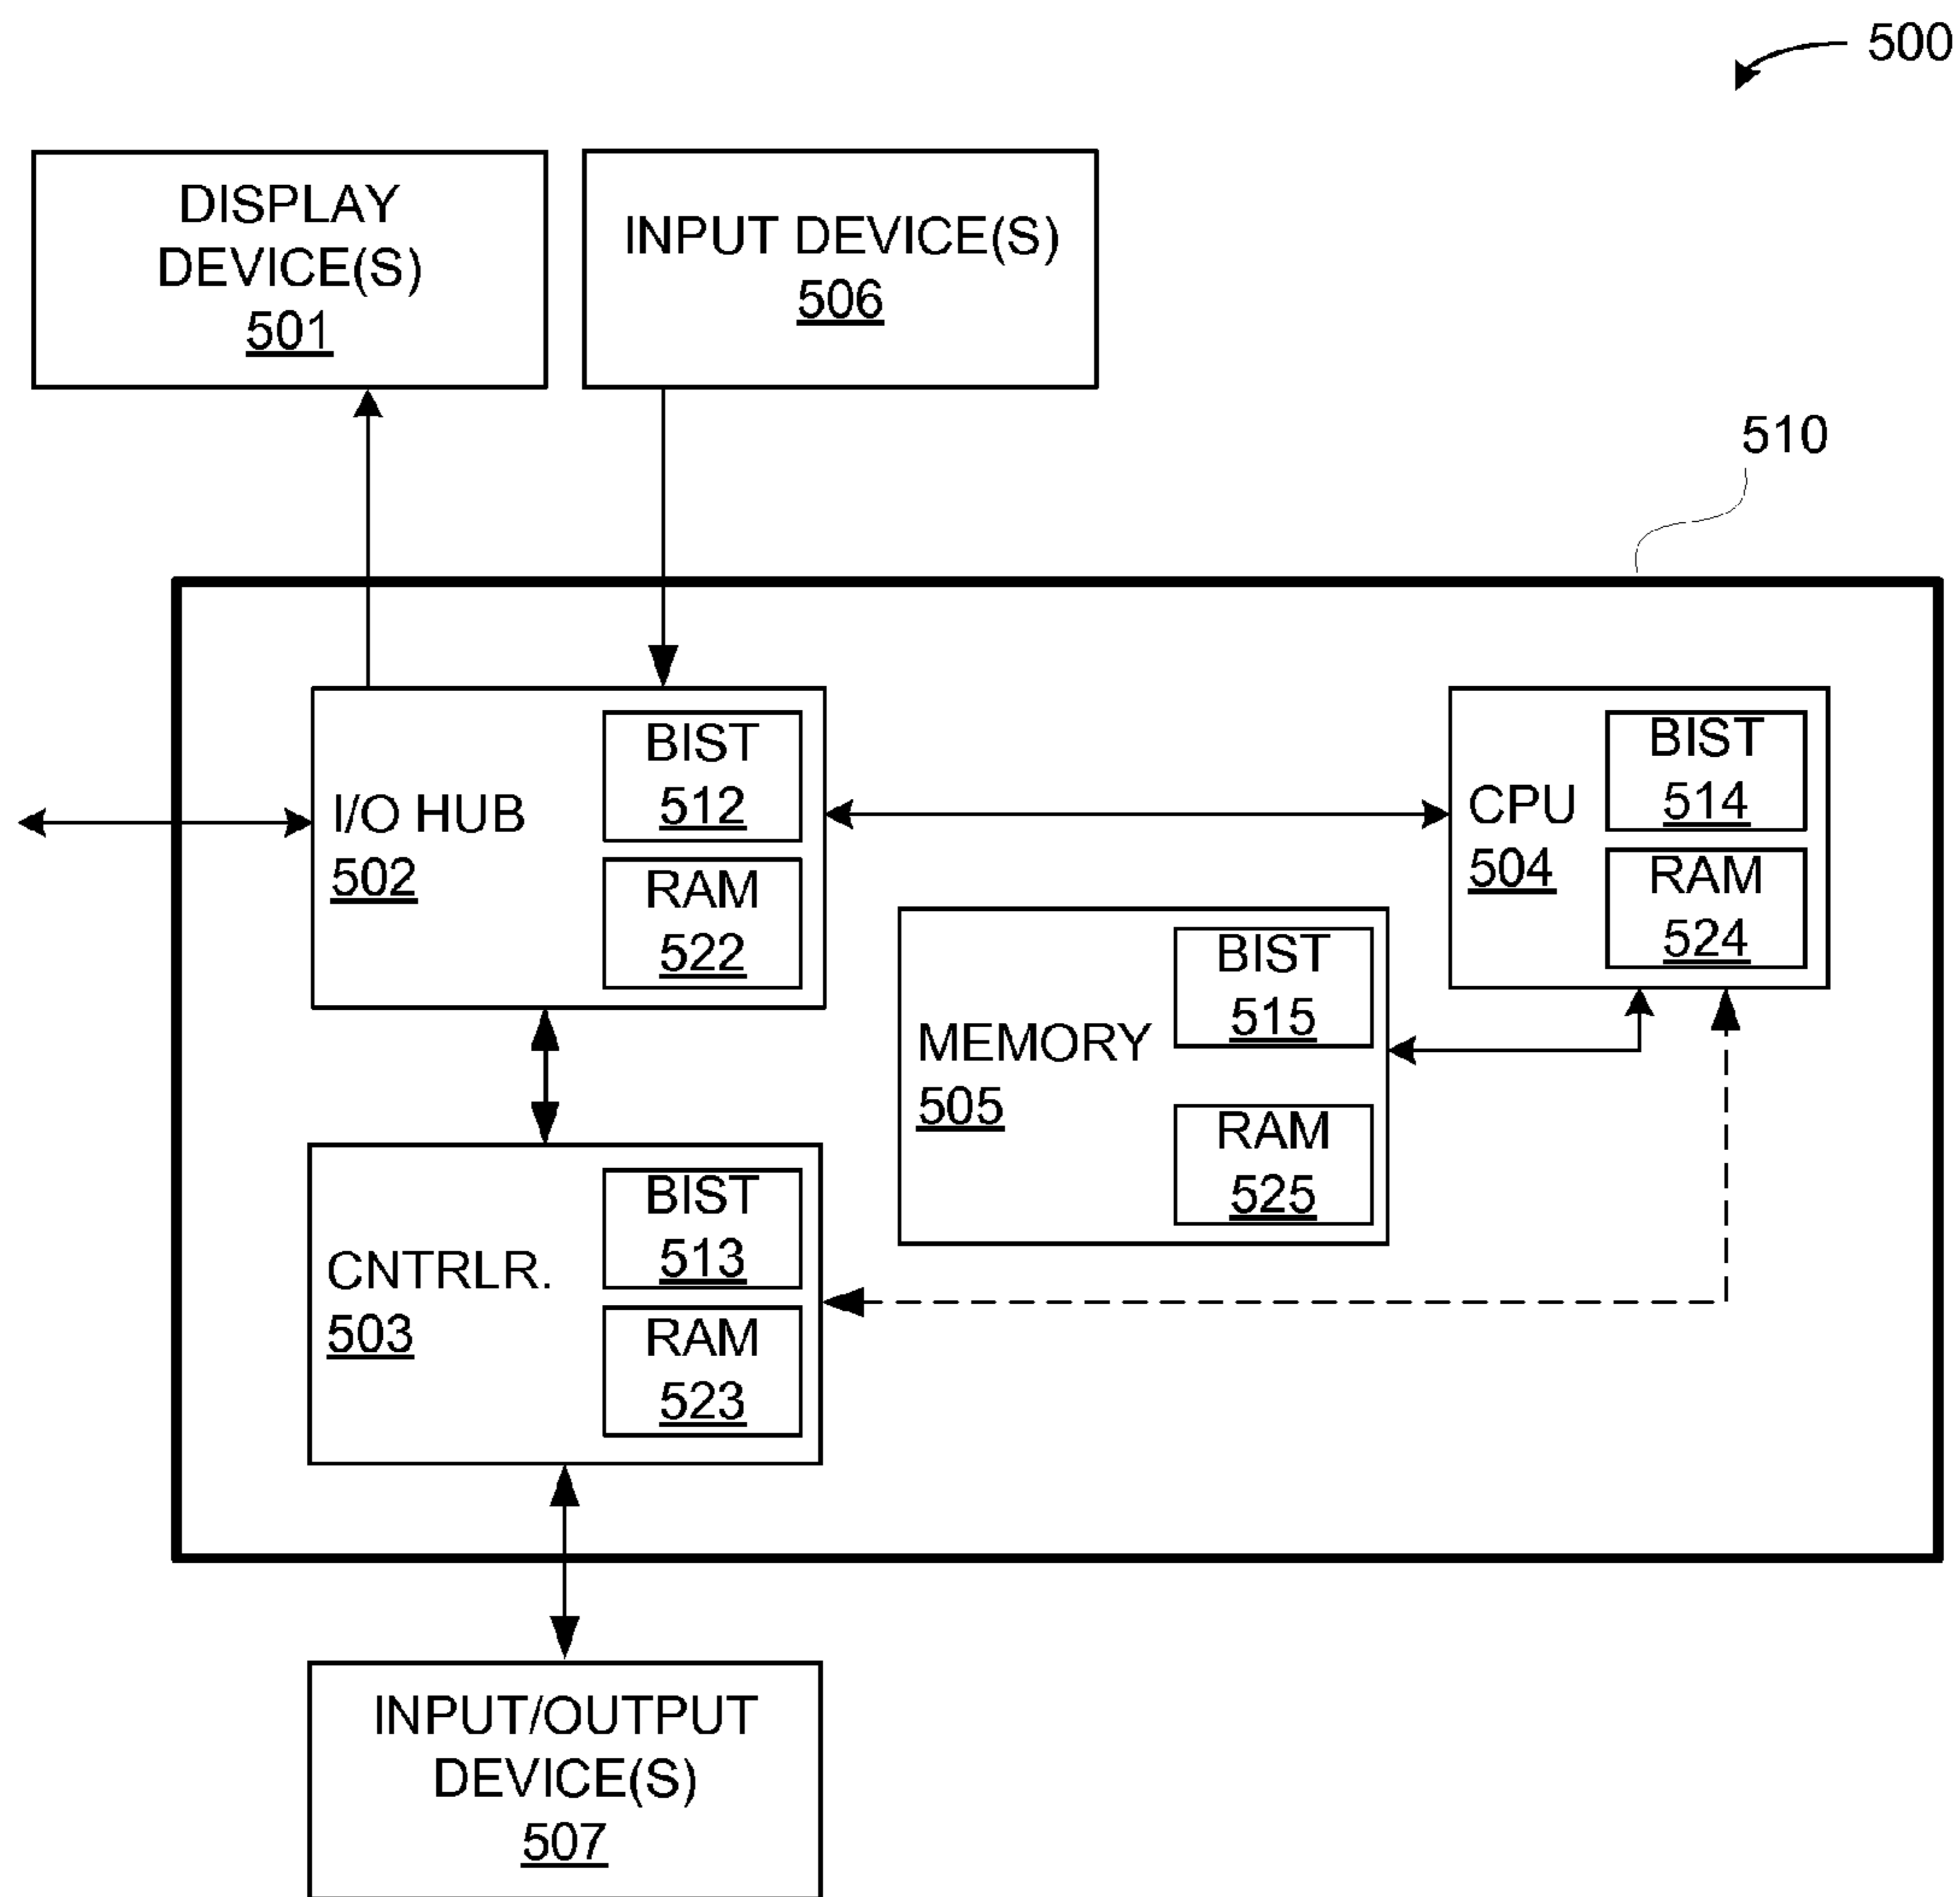 500
DISPLAY
DEVICE(S)
501
INPUT DEVICE(S)
506
510
I/O HUB
502
BIST
512
RAM
522
CPU
504
BIST
514
RAM
524
MEMORY
505
BIST
515
RAM
525
CNTRLR.
503
BIST
513
RAM
523
INPUT/OUTPUT
DEVICE(S)
507